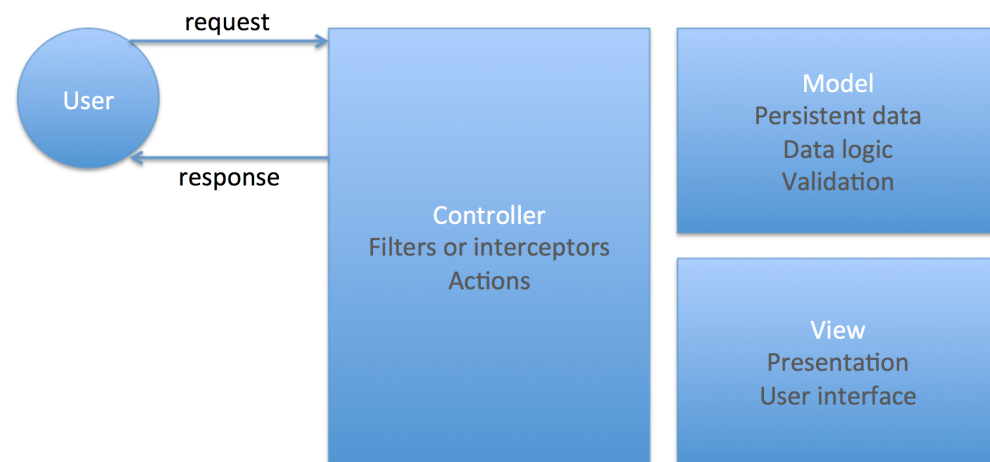 request
User
response
Controller
Filters or interceptors
Actions
Model
Persistent data
Data logic
Validation
View
Presentation
User interface